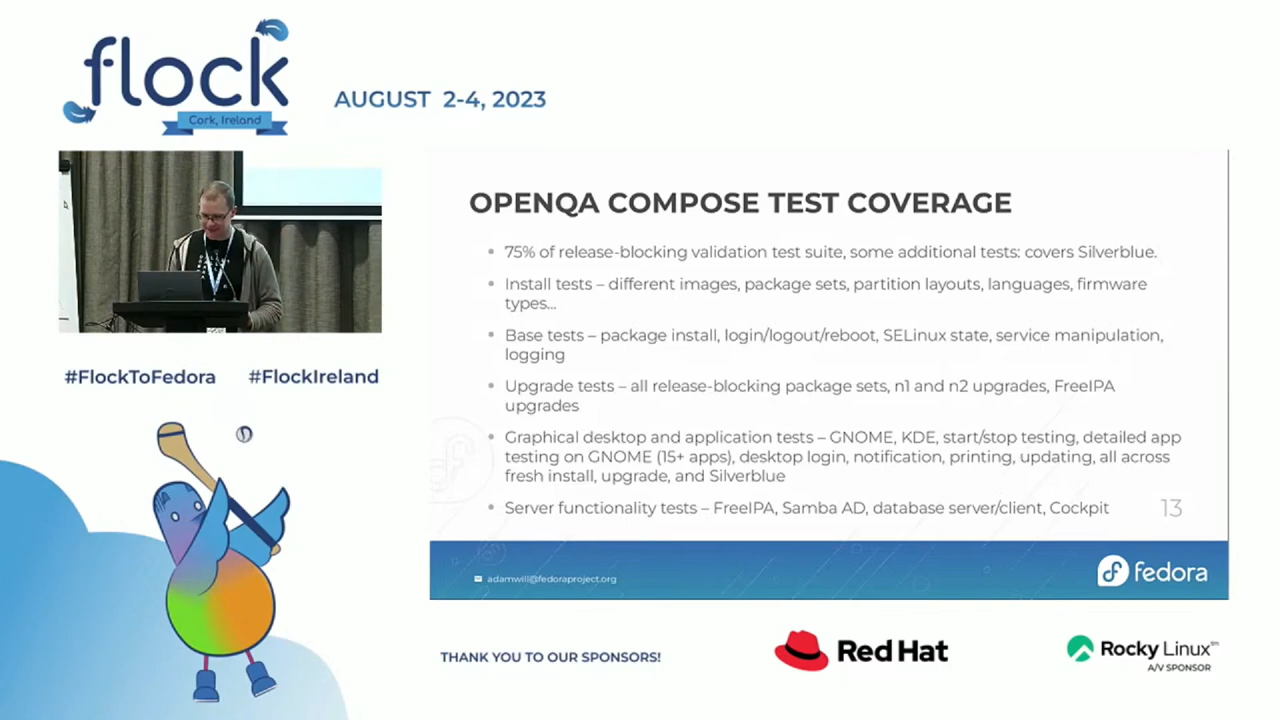 flock
Cork, Ireland
AUGUST 2-4, 2023
OPENQA COMPOSE TEST COVERAGE
• 75% of release-blocking validation test suite, some additional tests: covers Silverblue.
• Install tests – different images, package sets, partition layouts, languages, firmware
types...
• Base tests – package install, login/logout/reboot, SELinux state, service manipulation,
logging
• Upgrade tests – all release-blocking package sets, n1 and n2 upgrades, FreeIPA
upgrades
• Graphical desktop and application tests – GNOME, KDE, start/stop testing, detailed app
testing on GNOME (15+ apps), desktop login, notification, printing, updating, all across
fresh install, upgrade, and Silverblue
• Server functionality tests – FreeIPA, Samba AD, database server/client, Cockpit
13
adamwill@fedoraproject.org
fedora
#FlockToFedora #FlockIreland
THANK YOU TO OUR SPONSORS!
Red Hat
Rocky Linux™
A/V SPONSOR